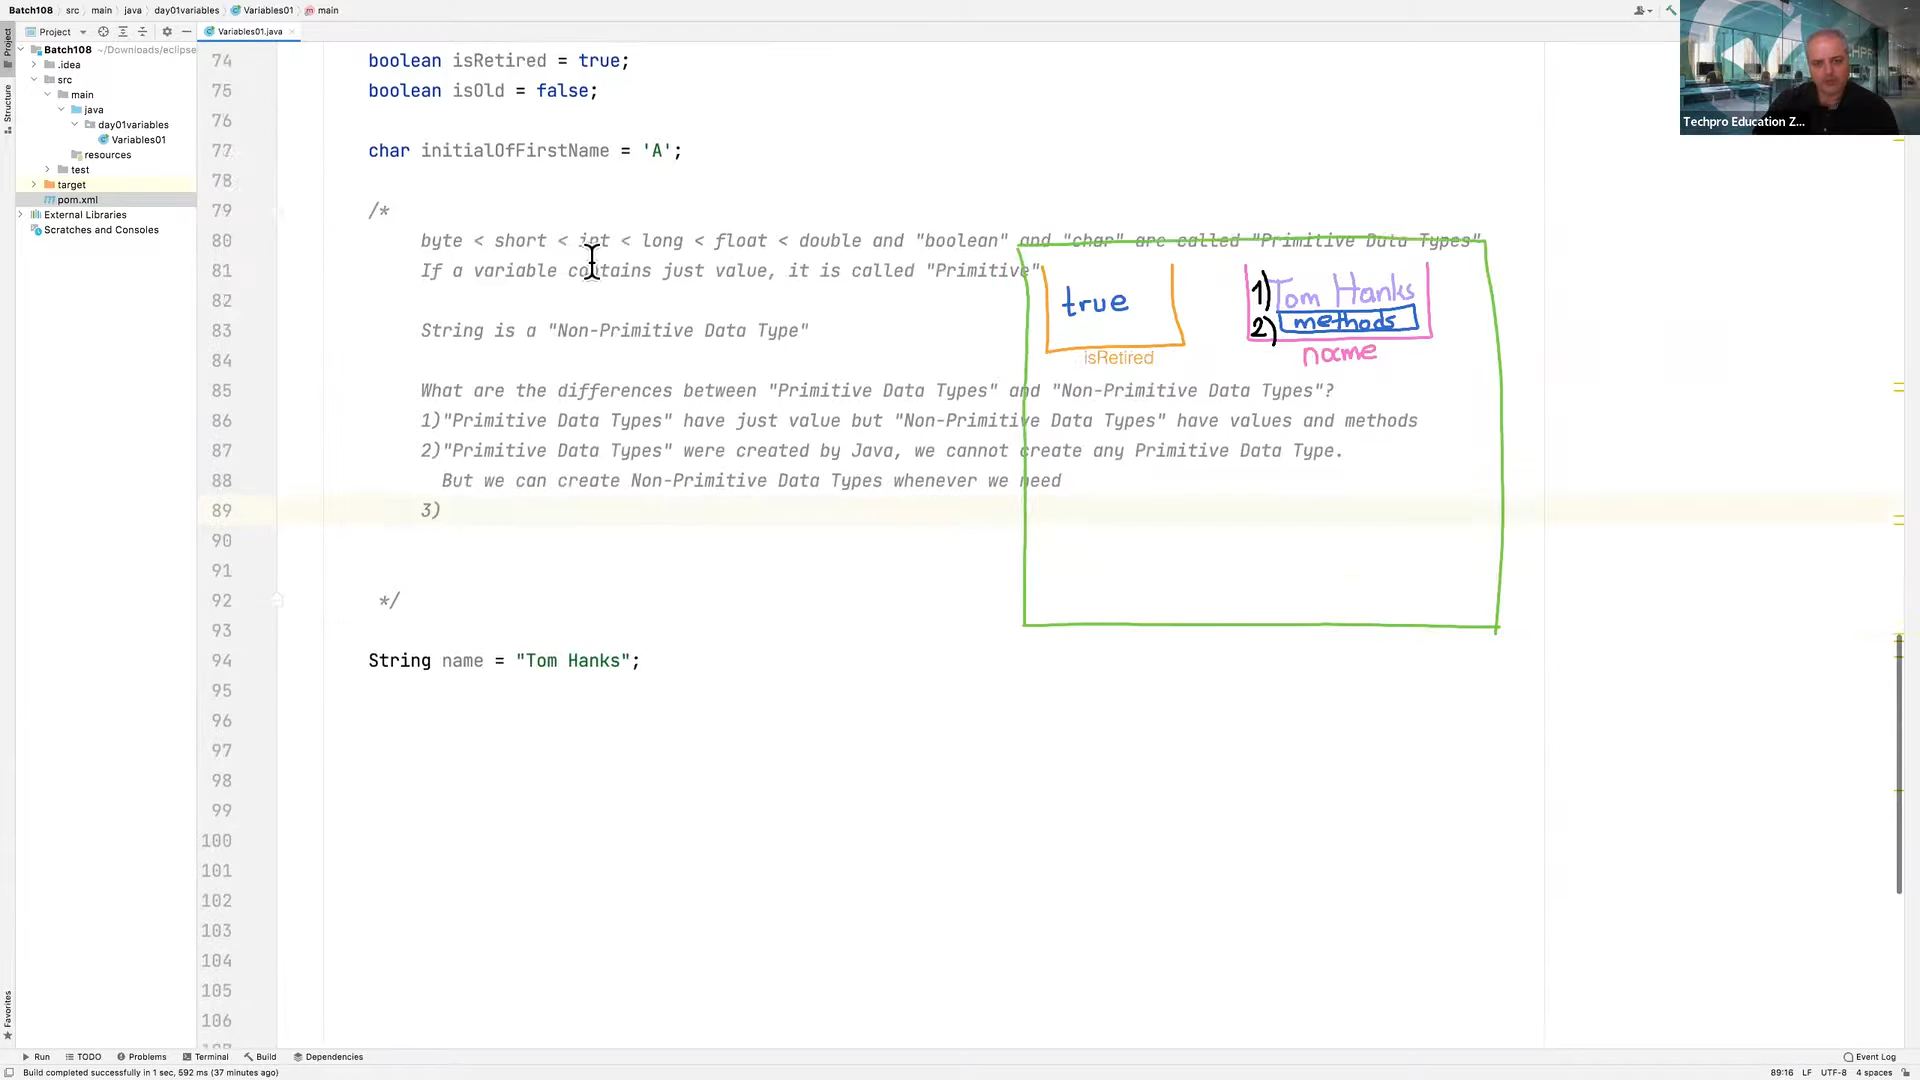 Batch108 src main java day01variables Variables01 main
Project
Variables01.java
Project
Structure
Favorites
Batch108 ~/Downloads/eclipse
.idea
src
main
java
day01variables
Variables01
resources
test
target
pom.xml
External Libraries
Scratches and Consoles
74 boolean isRetired = true;
75 boolean isOld = false;
76
77 char initialOfFirstName = 'A';
78
79 /*
80 byte < short < int < long < float < double and "boolean" and "char" are called "Primitive Data Types"
81 If a variable contains just value, it is called "Primitive"
82
83 String is a "Non-Primitive Data Type"
84
85 What are the differences between "Primitive Data Types" and "Non-Primitive Data Types"?
86 1)"Primitive Data Types" have just value but "Non-Primitive Data Types" have values and methods
87 2)"Primitive Data Types" were created by Java, we cannot create any Primitive Data Type.
88 But we can create Non-Primitive Data Types whenever we need
89 3)
90
91
92 */
93
94 String name = "Tom Hanks";
95
96
97
98
99
100
101
102
103
104
105
106
true
isRetired
1) Tom Hanks
2) methods
name
Techpro Education Z...
Run TODO Problems Terminal Build Dependencies Event Log
Build completed successfully in 1 sec, 592 ms (37 minutes ago) 89:16 LF UTF-8 4 spaces